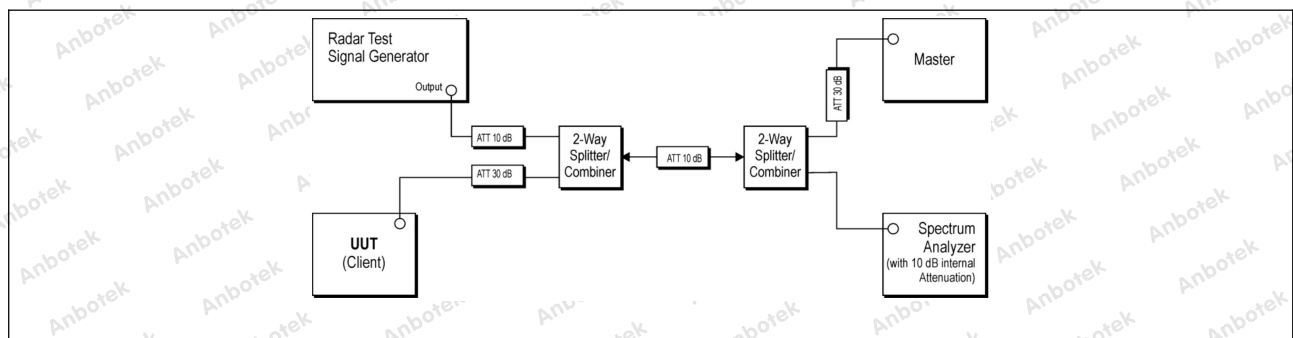 Radar Test
Signal Generator
Output
ATT 10 dB
ATT 30 dB
2-Way
Splitter/
Combiner
ATT 10 dB
2-Way
Splitter/
Combiner
ATT 30 dB
Master
UUT
(Client)
Spectrum
Analyzer
(with 10 dB internal
Attenuation)
Anbotek